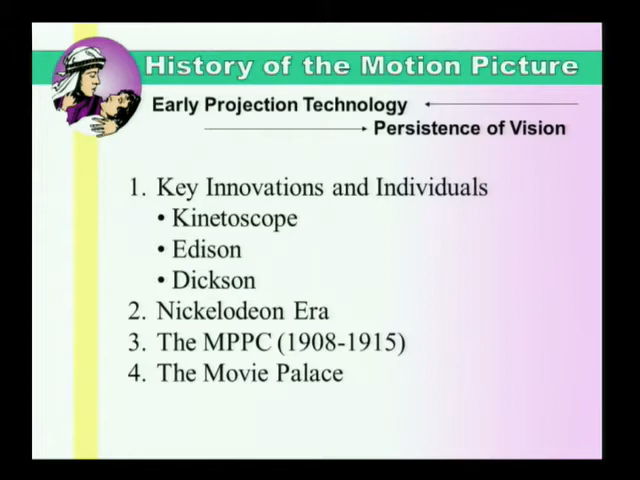 History of the Motion Picture
Early Projection Technology
Persistence of Vision
1. Key Innovations and Individuals
• Kinetoscope
• Edison
• Dickson
2. Nickelodeon Era
3. The MPPC (1908-1915)
4. The Movie Palace